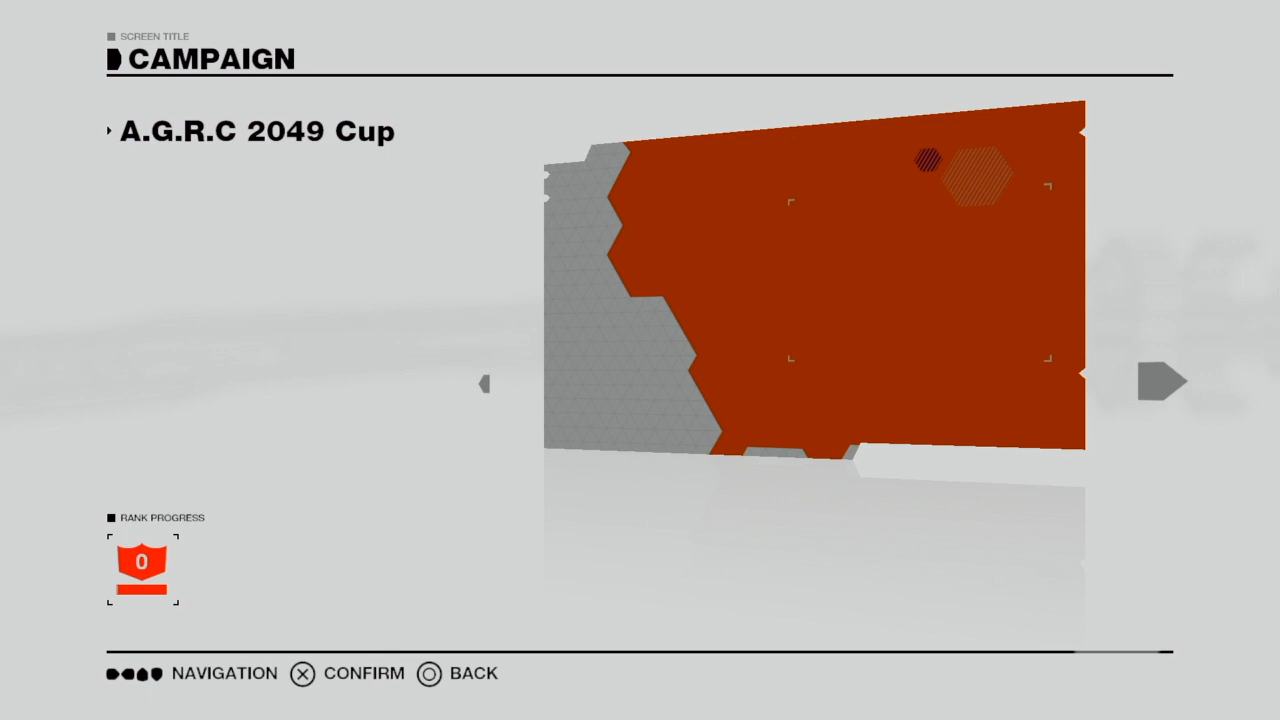 SCREEN TITLE
CAMPAIGN
A.G.R.C 2049 Cup
RANK PROGRESS
0
NAVIGATION CONFIRM BACK